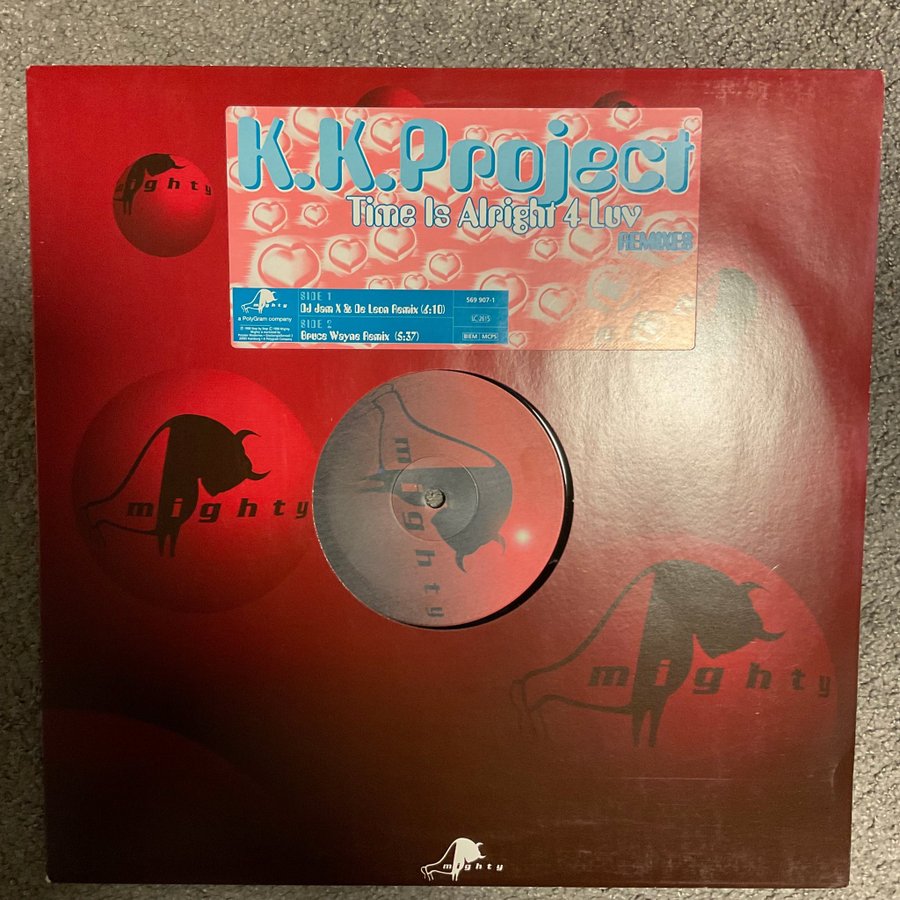 K.K.Project
Time Is Alright 4 Luv
REMIXES
mighty
SIDE 1
DJ Jam X & De Leon Remix (6:10)
569 907-1
mighty
a PolyGram company
LC 2615
SIDE 2
Bruce Wayne Remix (5:37)
BIEM | MCPS
mighty
mighty
mighty
mighty